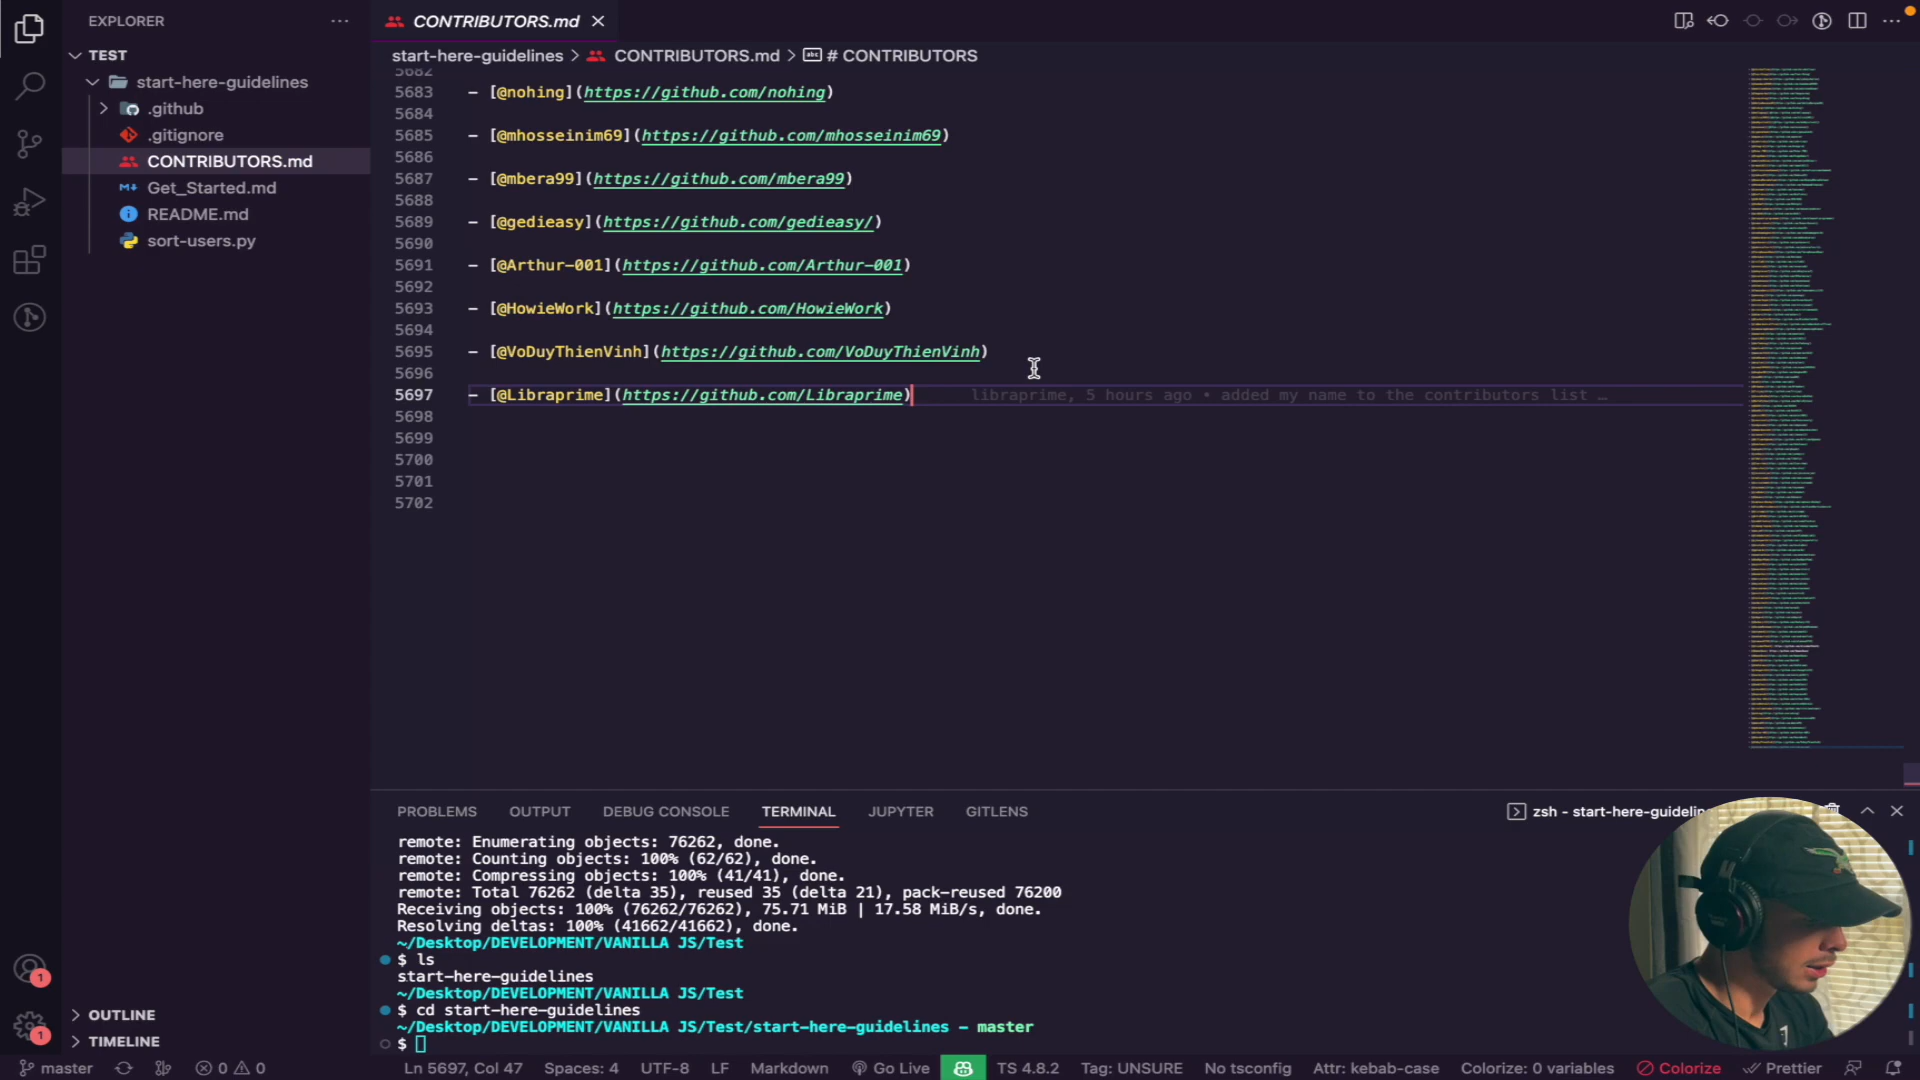 EXPLORER
CONTRIBUTORS.md
TEST
start-here-guidelines > CONTRIBUTORS.md > # CONTRIBUTORS
start-here-guidelines
.github
.gitignore
CONTRIBUTORS.md
Get_Started.md
README.md
sort-users.py
5682
5683 - [@nohing](https://github.com/nohing)
5684
5685 - [@mhosseinim69](https://github.com/mhosseinim69)
5686
5687 - [@mbera99](https://github.com/mbera99)
5688
5689 - [@gedieasy](https://github.com/gedieasy/)
5690
5691 - [@Arthur-001](https://github.com/Arthur-001)
5692
5693 - [@HowieWork](https://github.com/HowieWork)
5694
5695 - [@VoDuyThienVinh](https://github.com/VoDuyThienVinh)
5696
5697 - [@Libraprime](https://github.com/Libraprime) libraprime, 5 hours ago • added my name to the contributors list …
5698
5699
5700
5701
5702
PROBLEMS OUTPUT DEBUG CONSOLE TERMINAL JUPYTER GITLENS zsh - start-here-guidelin
remote: Enumerating objects: 76262, done.
remote: Counting objects: 100% (62/62), done.
remote: Compressing objects: 100% (41/41), done.
remote: Total 76262 (delta 35), reused 35 (delta 21), pack-reused 76200
Receiving objects: 100% (76262/76262), 75.71 MiB | 17.58 MiB/s, done.
Resolving deltas: 100% (41662/41662), done.
~/Desktop/DEVELOPMENT/VANILLA JS/Test
$ ls
start-here-guidelines
~/Desktop/DEVELOPMENT/VANILLA JS/Test
$ cd start-here-guidelines
~/Desktop/DEVELOPMENT/VANILLA JS/Test/start-here-guidelines - master
$
OUTLINE
TIMELINE
1
1
master 0 0 Ln 5697, Col 47 Spaces: 4 UTF-8 LF Markdown Go Live TS 4.8.2 Tag: UNSURE No tsconfig Attr: kebab-case Colorize: 0 variables Colorize Prettier